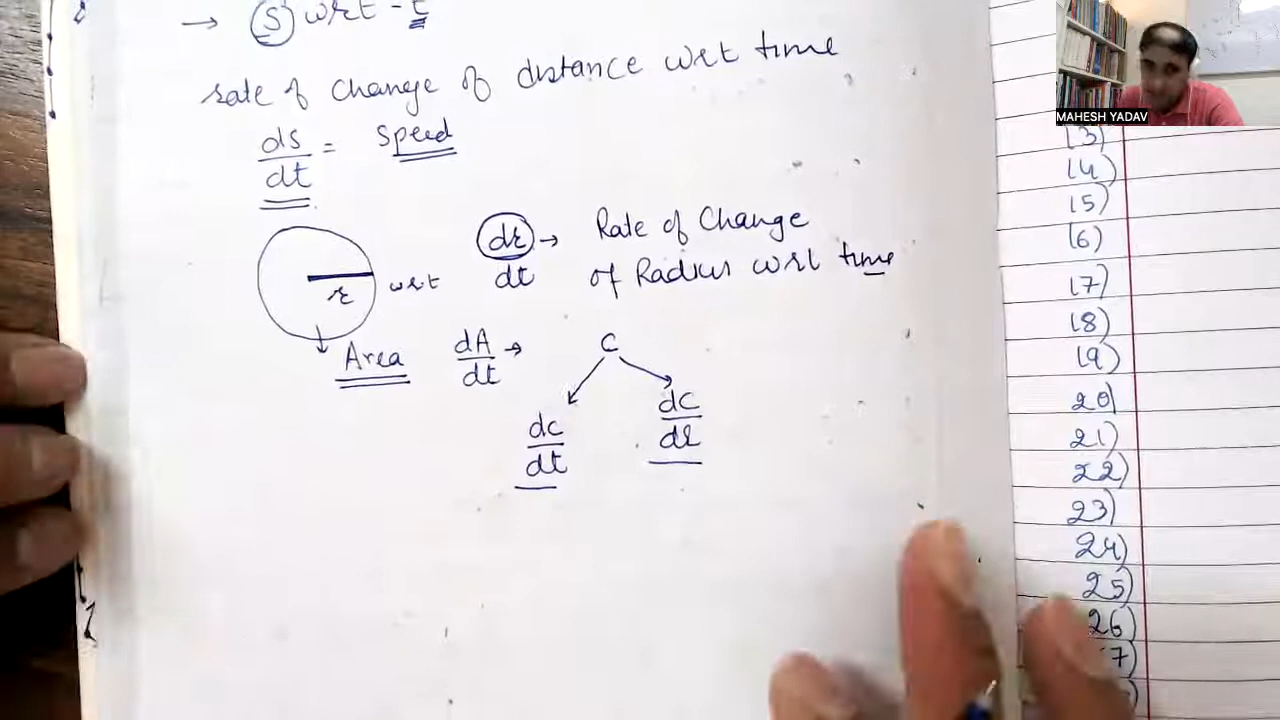 → S wrt - t
rate of change of distance wrt time
ds/dt = speed
r wrt dr/dt → Rate of Change
of Radius wrt time
Area dA/dt →
C
dc/dt dc/dr
MAHESH YADAV
13)
14)
15)
16)
17)
18)
19)
20)
21)
22)
23)
24)
25)
26)
7)